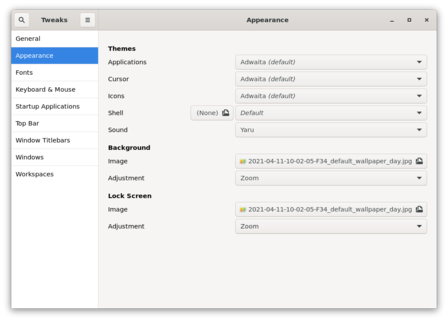 Tweaks
Appearance
General
Appearance
Fonts
Keyboard & Mouse
Startup Applications
Top Bar
Window Titlebars
Windows
Workspaces
Themes
Applications Adwaita (default)
Cursor Adwaita (default)
Icons Adwaita (default)
Shell (None) Default
Sound Yaru
Background
Image 2021-04-11-10-02-05-F34_default_wallpaper_day.jpg
Adjustment Zoom
Lock Screen
Image 2021-04-11-10-02-05-F34_default_wallpaper_day.jpg
Adjustment Zoom